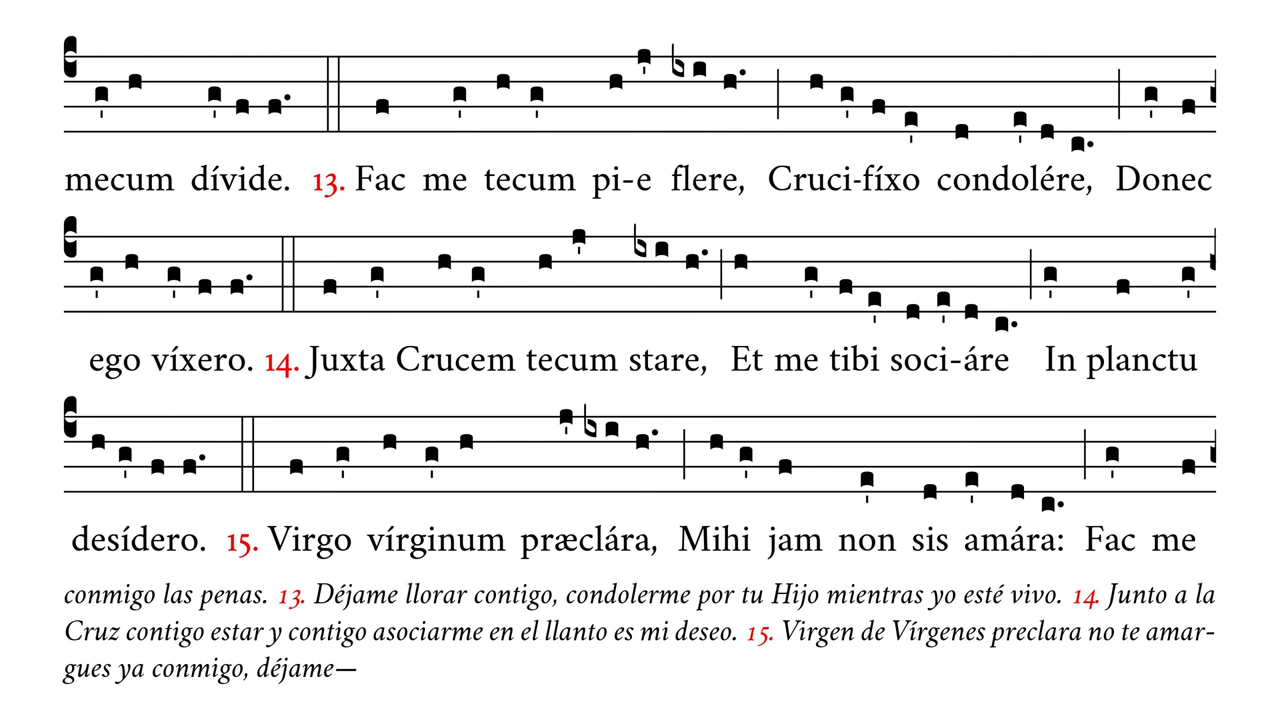 mecum dívide. 13. Fac me tecum pi-e flere, Cruci-fíxo condolére, Donec
ego víxero. 14. Juxta Crucem tecum stare, Et me tibi soci-áre In planctu
desídero. 15. Virgo vírginum præclára, Mihi jam non sis amára: Fac me
conmigo las penas. 13. Déjame llorar contigo, condolerme por tu Hijo mientras yo esté vivo. 14. Junto a la
Cruz contigo estar y contigo asociarme en el llanto es mi deseo. 15. Virgen de Vírgenes preclara no te amar-
gues ya conmigo, déjame—